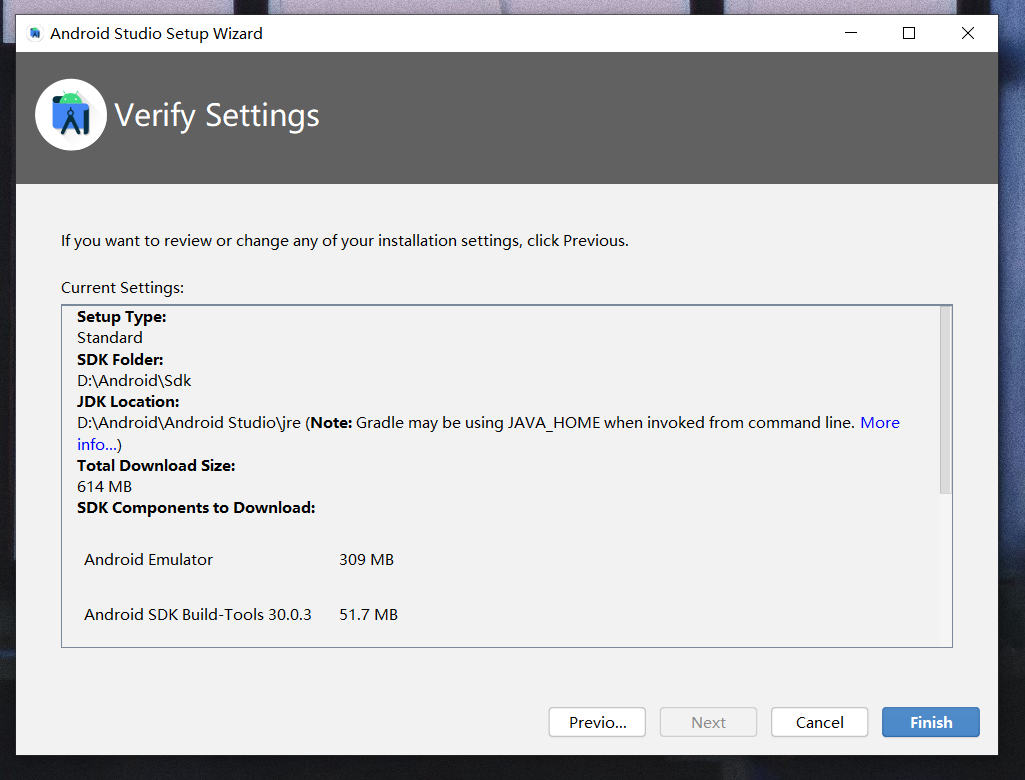 Android Studio Setup Wizard
Verify Settings
If you want to review or change any of your installation settings, click Previous.
Current Settings:
Setup Type:
Standard
SDK Folder:
D:\Android\Sdk
JDK Location:
D:\Android\Android Studio\jre (Note: Gradle may be using JAVA_HOME when invoked from command line. More
info...)
Total Download Size:
614 MB
SDK Components to Download:
Android Emulator 309 MB
Android SDK Build-Tools 30.0.3 51.7 MB
Previo... Next Cancel Finish